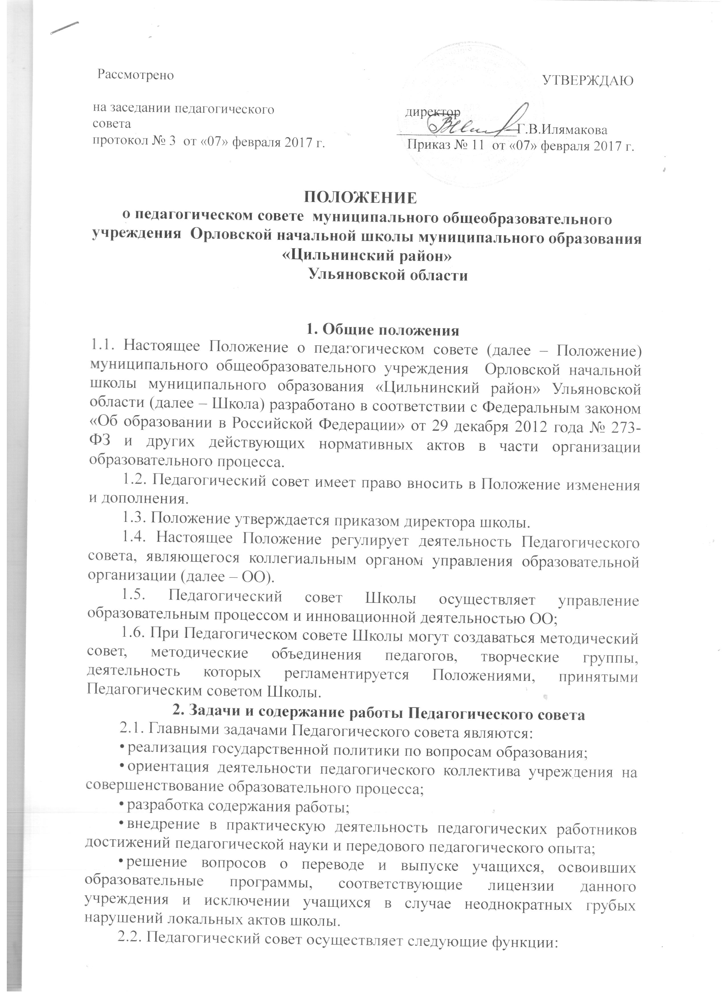 Рассмотрено
УТВЕРЖДАЮ
на заседании педагогического
совета
протокол № 3 от «07» февраля 2017 г.
директор
Г.В.Илямакова
Приказ № 11 от «07» февраля 2017 г.
ПОЛОЖЕНИЕ
о педагогическом совете муниципального общеобразовательного
учреждения Орловской начальной школы муниципального образования
«Цильнинский район»
Ульяновской области
1. Общие положения
1.1. Настоящее Положение о педагогическом совете (далее – Положение)
муниципального общеобразовательного учреждения Орловской начальной
школы муниципального образования «Цильнинский район» Ульяновской
области (далее – Школа) разработано в соответствии с Федеральным законом
«Об образовании в Российской Федерации» от 29 декабря 2012 года № 273-
ФЗ и других действующих нормативных актов в части организации
образовательного процесса.
1.2. Педагогический совет имеет право вносить в Положение изменения
и дополнения.
1.3. Положение утверждается приказом директора школы.
1.4. Настоящее Положение регулирует деятельность Педагогического
совета, являющегося коллегиальным органом управления образовательной
организации (далее – ОО).
1.5. Педагогический совет Школы осуществляет управление
образовательным процессом и инновационной деятельностью ОО;
1.6. При Педагогическом совете Школы могут создаваться методический
совет, методические объединения педагогов, творческие группы,
деятельность которых регламентируется Положениями, принятыми
Педагогическим советом Школы.
2. Задачи и содержание работы Педагогического совета
2.1. Главными задачами Педагогического совета являются:
• реализация государственной политики по вопросам образования;
• ориентация деятельности педагогического коллектива учреждения на
совершенствование образовательного процесса;
• разработка содержания работы;
• внедрение в практическую деятельность педагогических работников
достижений педагогической науки и передового педагогического опыта;
• решение вопросов о переводе и выпуске учащихся, освоивших
образовательные программы, соответствующие лицензии данного
учреждения и исключении учащихся в случае неоднократных грубых
нарушений локальных актов школы.
2.2. Педагогический совет осуществляет следующие функции: